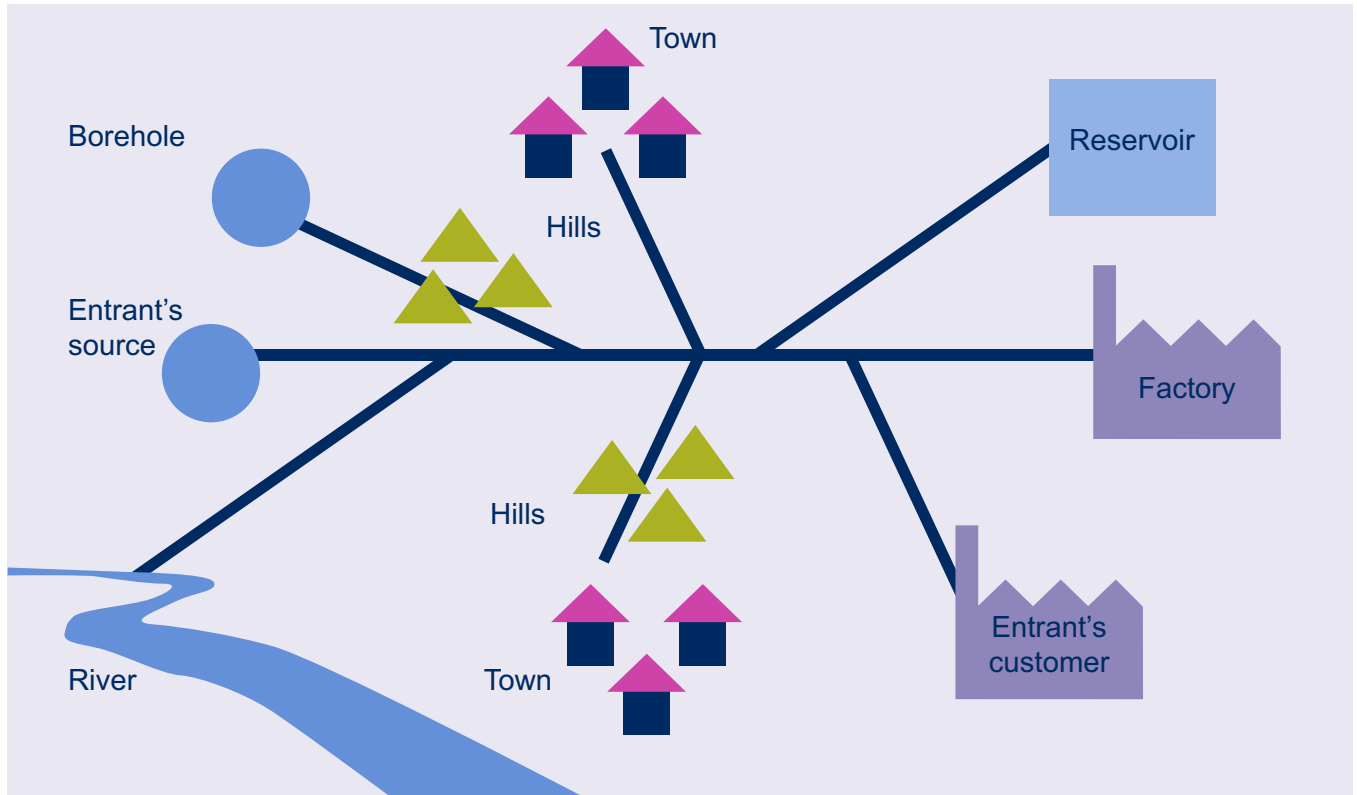 Town
Borehole
Reservoir
Hills
Entrant’s
source
Factory
Hills
Entrant’s
customer
River
Town